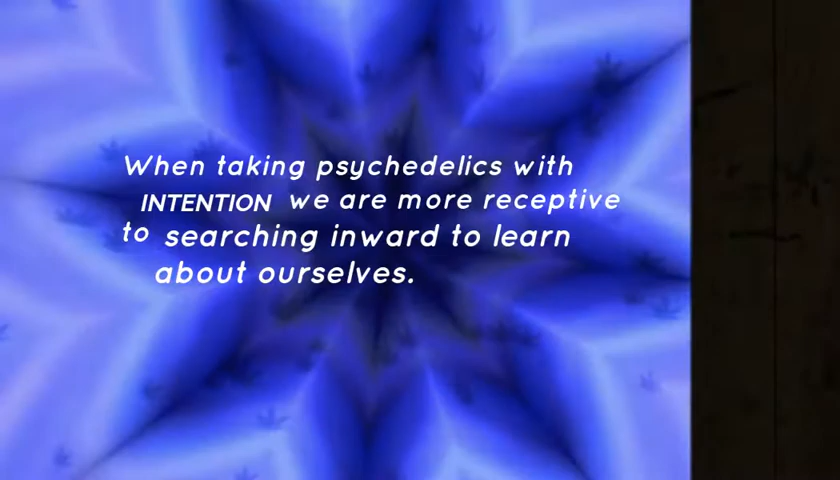 When taking psychedelics with
INTENTION we are more receptive
to searching inward to learn
about ourselves.